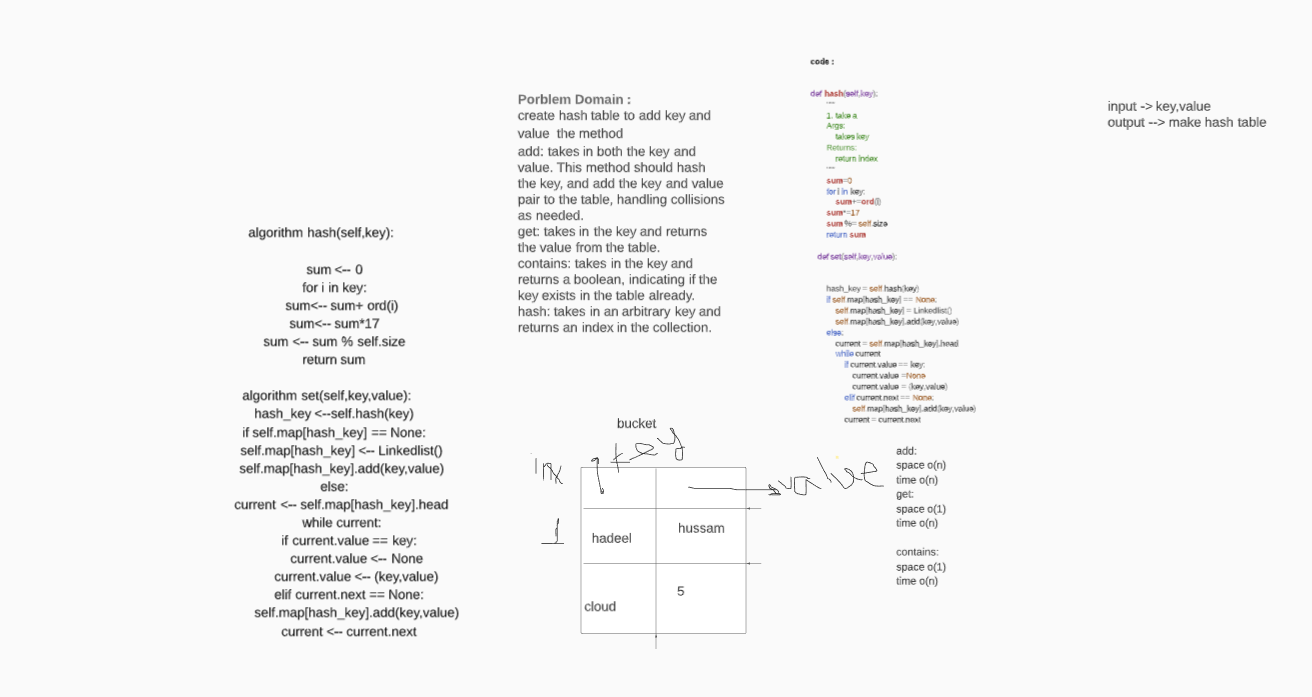 algorithm hash(self,key):
sum <-- 0
for i in key:
sum<-- sum+ ord(i)
sum<-- sum*17
sum <-- sum % self.size
return sum
algorithm set(self,key,value):
hash_key <--self.hash(key)
if self.map[hash_key] == None:
self.map[hash_key] <-- Linkedlist()
self.map[hash_key].add(key,value)
else:
current <-- self.map[hash_key].head
while current:
if current.value == key:
current.value <-- None
current.value <-- (key,value)
elif current.next == None:
self.map[hash_key].add(key,value)
current <-- current.next
Porblem Domain :
create hash table to add key and
value the method
add: takes in both the key and
value. This method should hash
the key, and add the key and value
pair to the table, handling collisions
as needed.
get: takes in the key and returns
the value from the table.
contains: takes in the key and
returns a boolean, indicating if the
key exists in the table already.
hash: takes in an arbitrary key and
returns an index in the collection.
bucket
key
value
1
hadeel
hussam
cloud
5
code :
def hash(self,key):
"""
1. take a
Args:
takes key
Returns:
return index
"""
sum=0
for i in key:
sum+=ord(i)
sum*=17
sum %= self.size
return sum
def set(self,key,value):
hash_key = self.hash(key)
if self.map[hash_key] == None:
self.map[hash_key] = Linkedlist()
self.map[hash_key].add(key,value)
else:
current = self.map[hash_key].head
while current
if current.value == key:
current.value =None
current.value = (key,value)
elif current.next == None:
self.map[hash_key].add(key,value)
current = current.next
add:
space o(n)
time o(n)
get:
space o(1)
time o(n)
contains:
space o(1)
time o(n)
input -> key,value
output --> make hash table